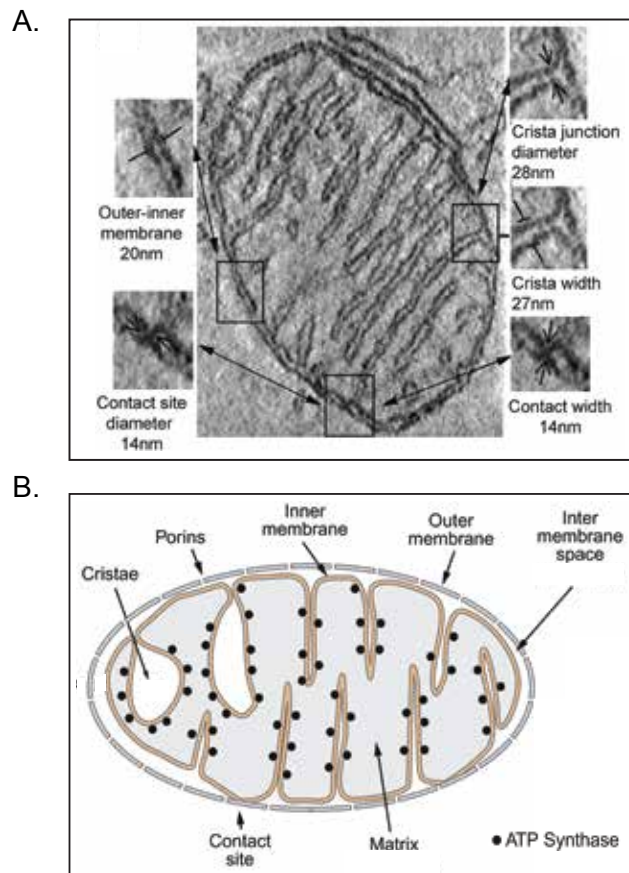 A.
Outer-inner
membrane
20nm
Contact site
diameter
14nm
Crista junction
diameter
28nm
Crista width
27nm
Contact width
14nm
B.
Porins
Inner
membrane
Outer
membrane
Inter
membrane
space
Cristae
Contact
site
Matrix
ATP Synthase